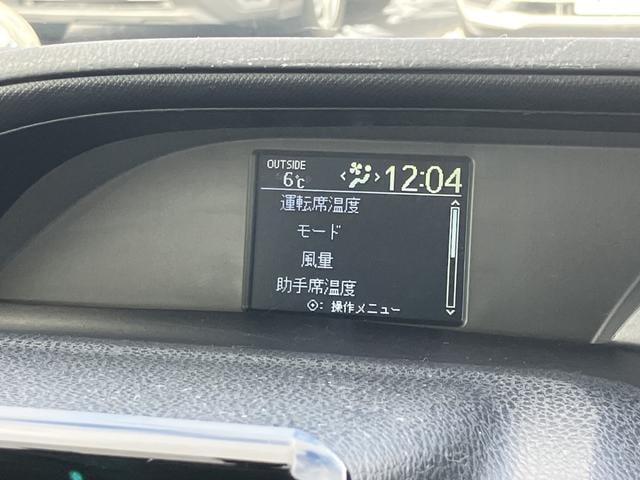 OUTSIDE
6℃ 12:04
運転席温度
モード
風量
助手席温度
⊙: 操作メニュー